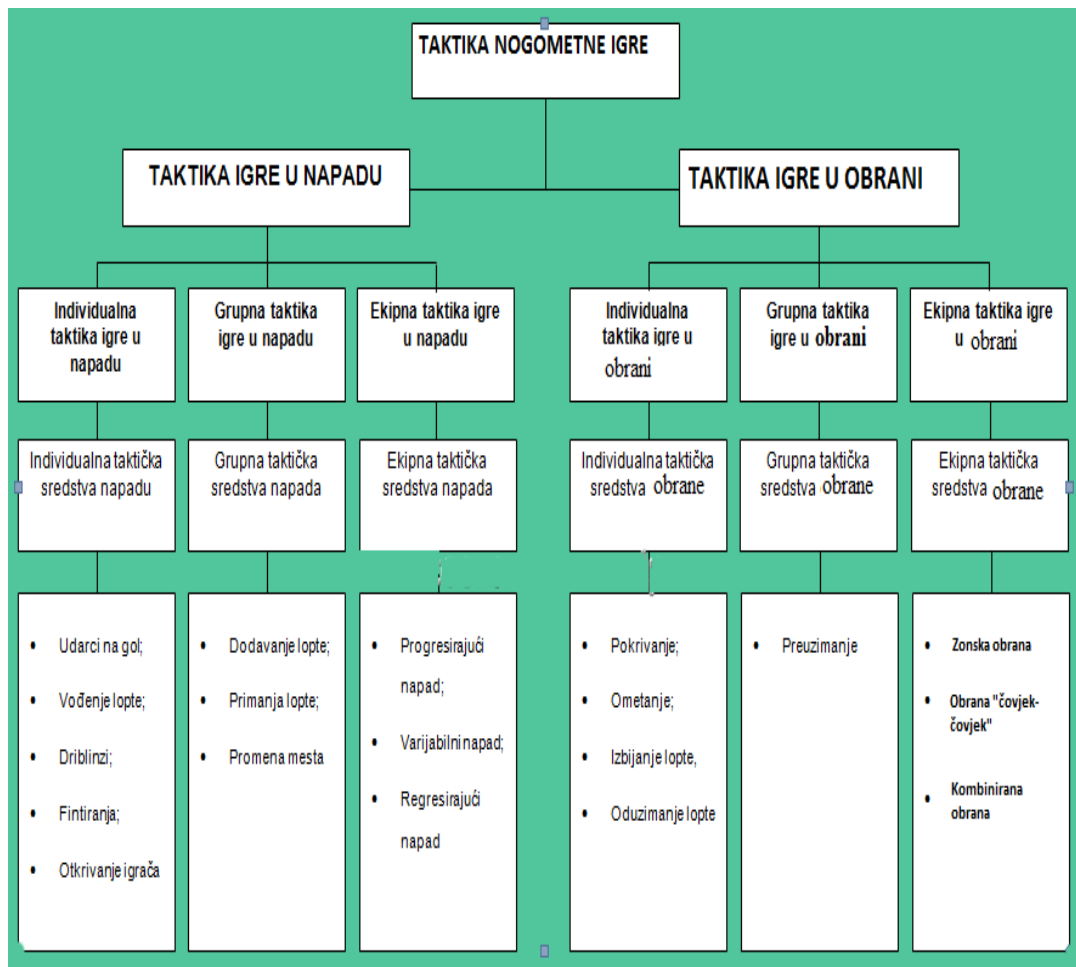 TAKTIKA NOGOMETNE IGRE
TAKTIKA IGRE U NAPADU
TAKTIKA IGRE U OBRANI
Individualna
taktika igre u
napadu
Grupna taktika
igre u napadu
Ekipna taktika igre
u napadu
Individualna
taktika igre u
obrani
Grupna taktika
igre u obrani
Ekipna taktika igre
u obrani
Individualna taktička
sredstva napadu
Grupna taktička
sredstva napada
Ekipna taktička
sredstva napada
Individualna taktička
sredstva obrane
Grupna taktička
sredstva obrane
Ekipna taktička
sredstva obrane
• Udarci na gol;
• Vođenje lopte;
• Driblinzi;
• Fintiranja;
• Otkrivanje igrača
• Dodavanje lopte;
• Primanja lopte;
• Promena mesta
• Progresirajući
napad;
• Varijabilni napad;
• Regresirajući
napad
• Pokrivanje;
• Ometanje;
• Izbijanje lopte,
• Oduzimanje lopte
• Preuzimanje
• Zonska obrana
• Obrana "čovjek-
čovjek"
• Kombinirana
obrana